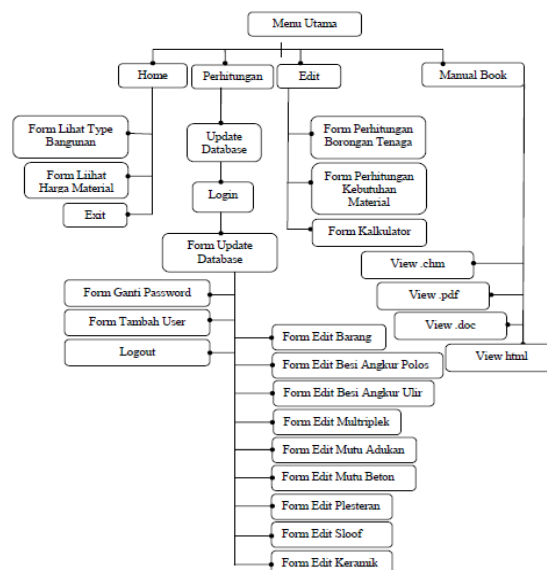 Menu Utama
Home
Perhitungan
Edit
Manual Book
Form Lihat Type
Bangunan
Form Liihat
Harga Material
Exit
Update
Database
Login
Form Update
Database
Form Perhitungan
Borongan Tenaga
Form Perhitungan
Kebutuhan
Material
Form Kalkulator
View .chm
View .pdf
View .doc
View html
Form Ganti Password
Form Tambah User
Logout
Form Edit Barang
Form Edit Besi Angkur Polos
Form Edit Besi Angkur Ulir
Form Edit Multriplek
Form Edit Mutu Adukan
Form Edit Mutu Beton
Form Edit Plesteran
Form Edit Sloof
Form Edit Keramik